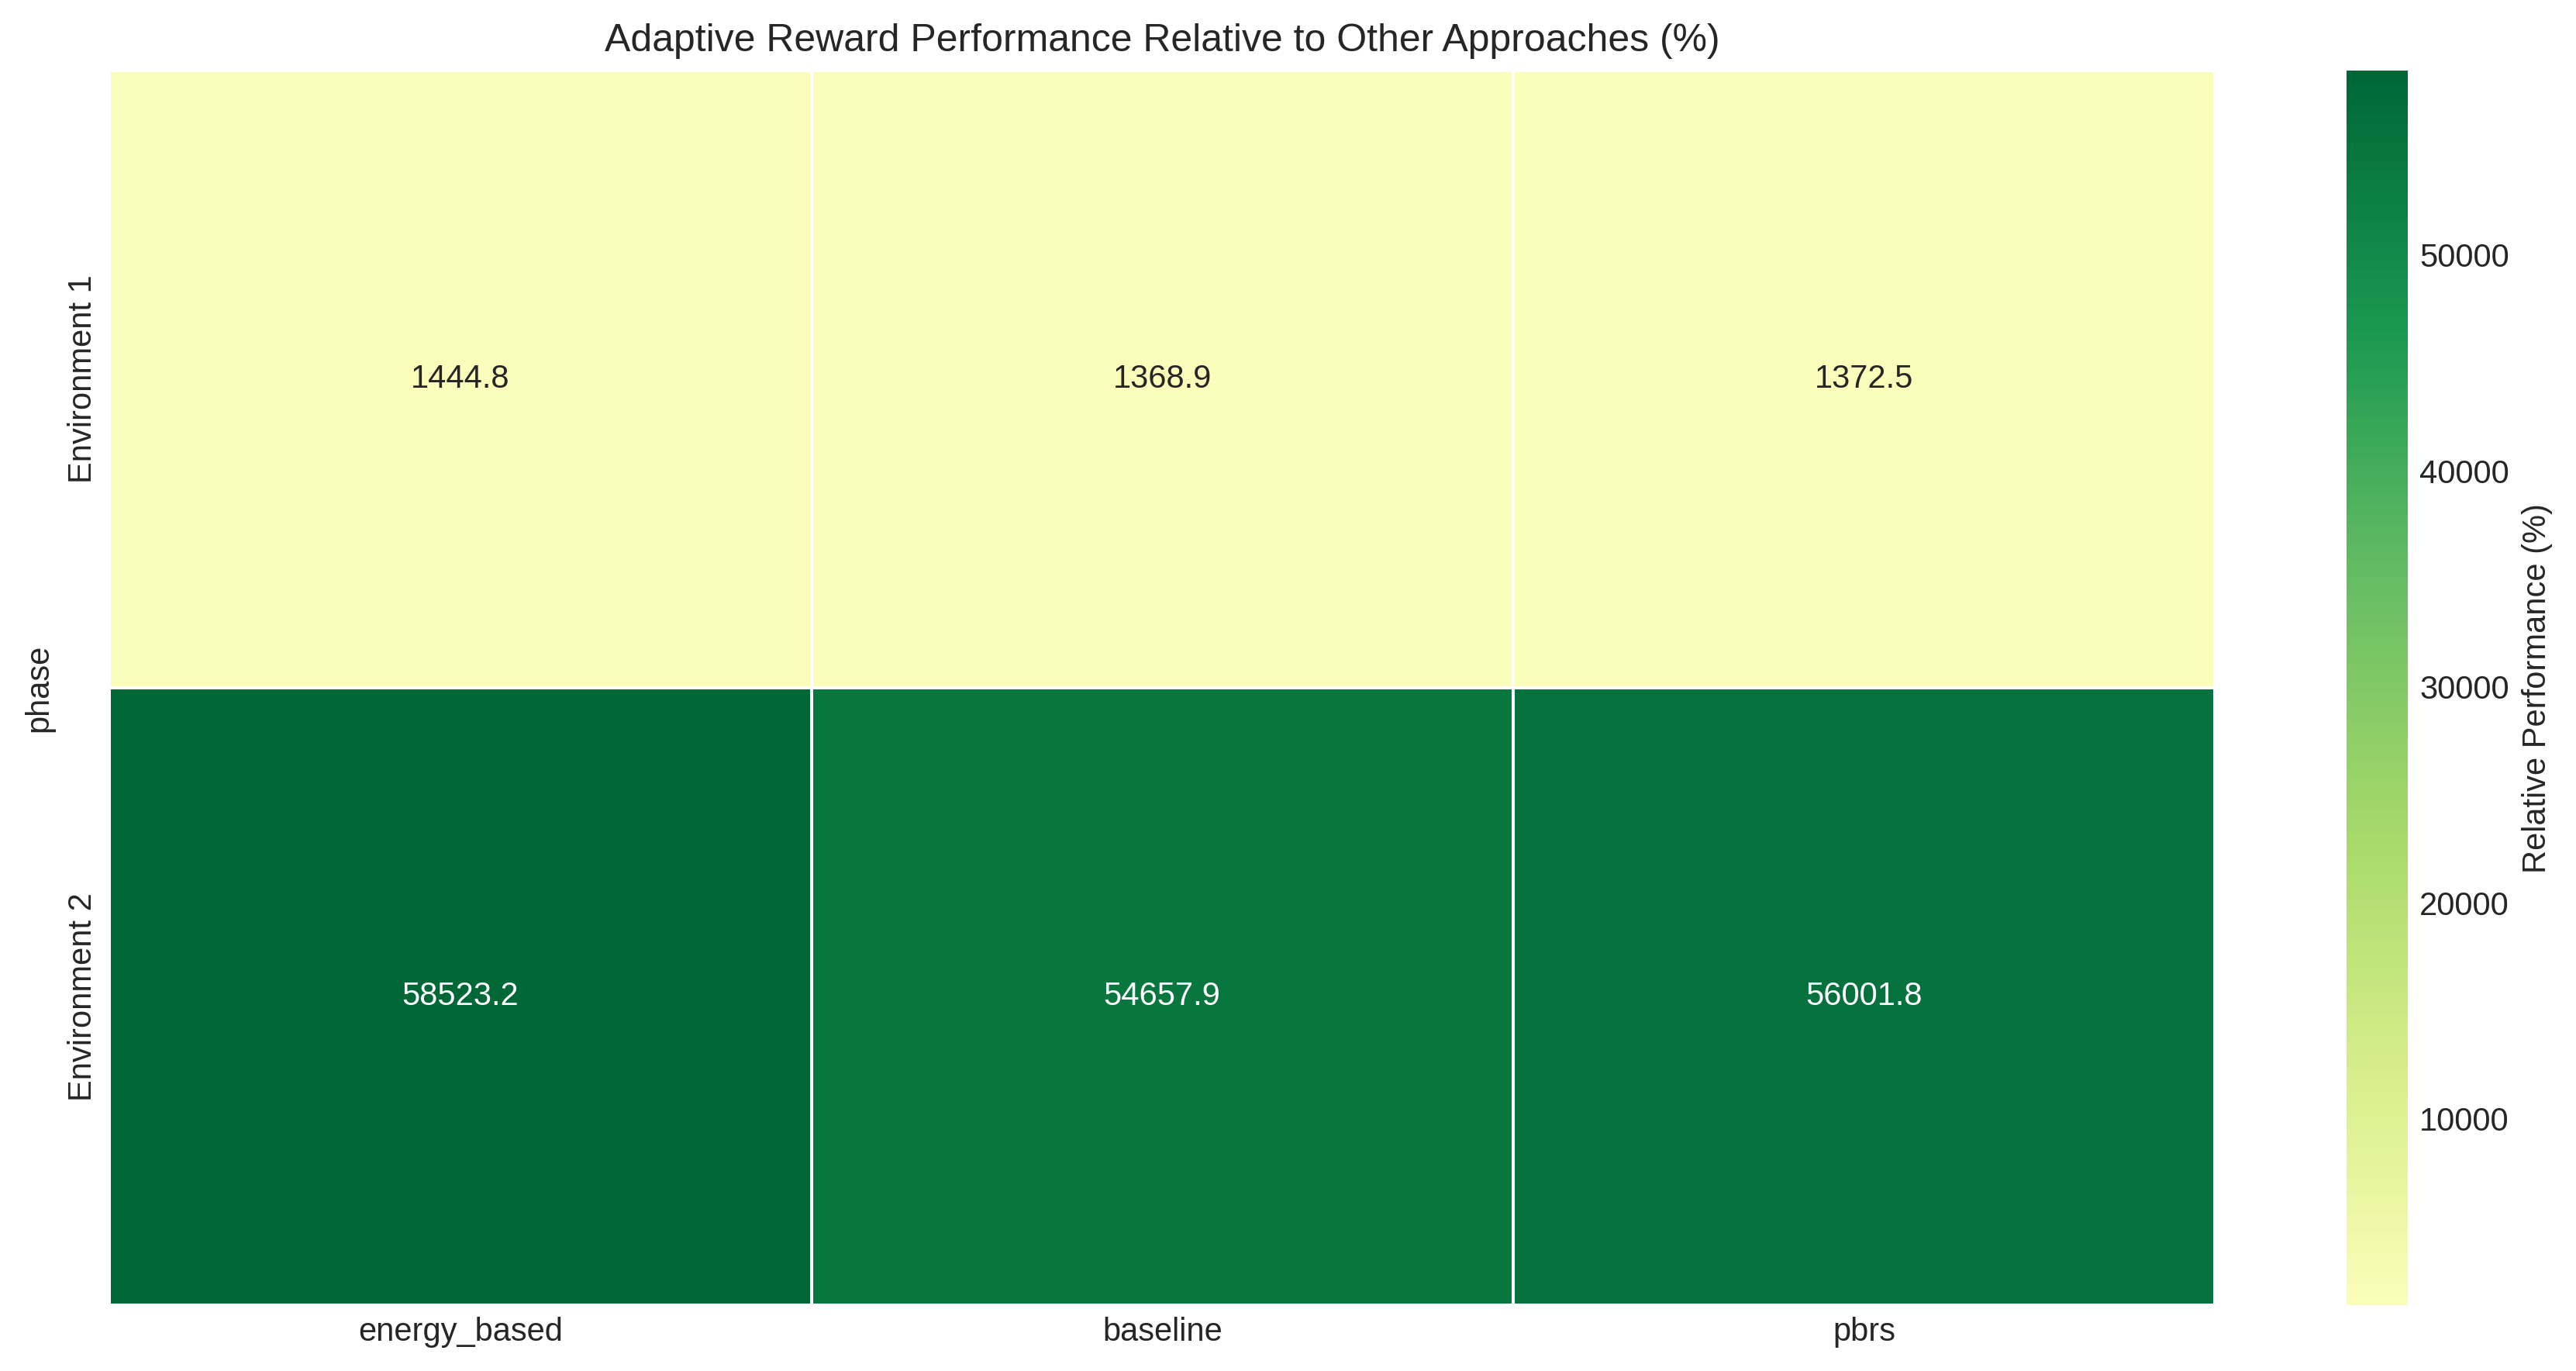 Adaptive Reward Performance Relative to Other Approaches (%)
phase
Environment 1
1444.8
1368.9
1372.5
Environment 2
58523.2
54657.9
56001.8
energy_based
baseline
pbrs
50000
40000
30000
20000
10000
Relative Performance (%)